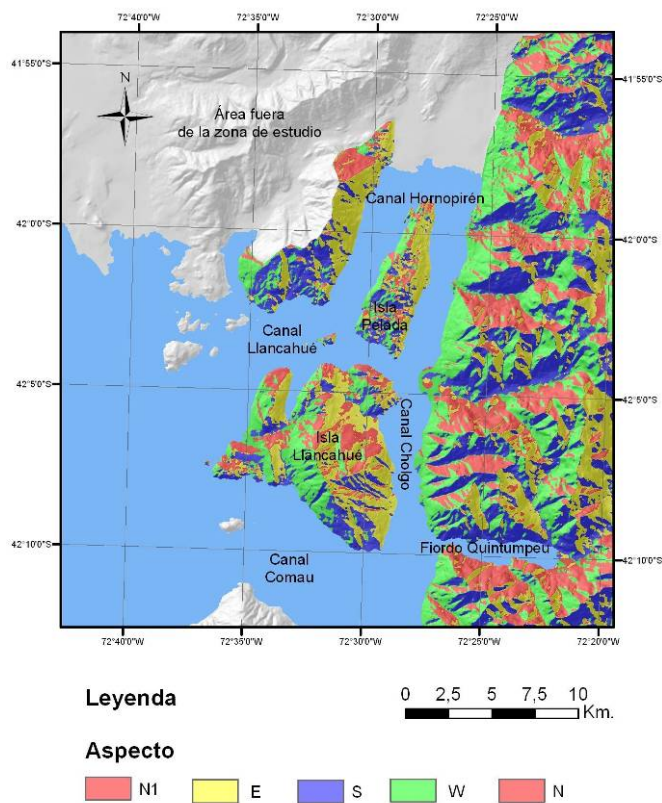 72°40'0"W 72°35'0"W 72°30'0"W 72°25'0"W
41°55'0"S 41°55'0"S
N
Área fuera
de la zona de estudio
Canal Hornopirén
42°0'0"S 42°0'0"S
Isla
Pelada
Canal
Llancahué
42°5'0"S 42°5'0"S
Canal Cholgo
Isla
Llancahué
42°10'0"S 42°10'0"S
Fiordo Quintumpeu
Canal
Comau
72°40'0"W 72°35'0"W 72°30'0"W 72°25'0"W 72°20'0"W
Leyenda
0 2,5 5 7,5 10
Km.
Aspecto
N1 E S W N